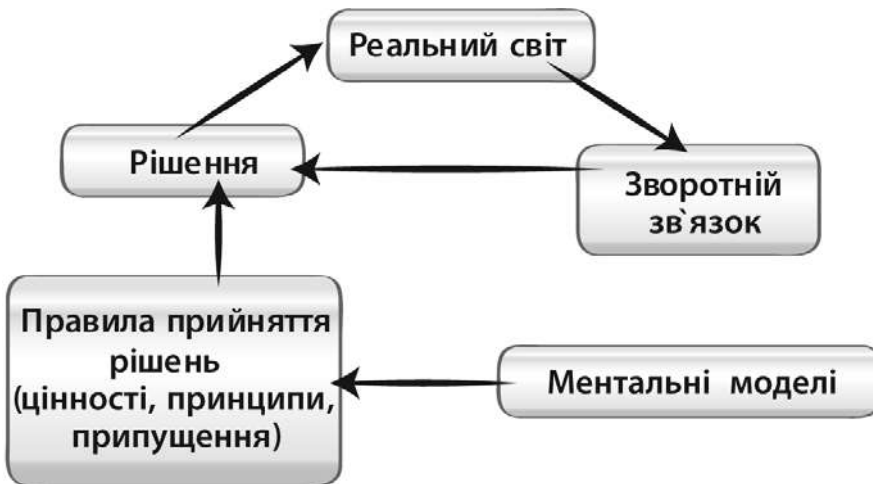 Реальний світ
Рішення
Зворотній
зв`язок
Правила прийняття
рішень
(цінності, принципи,
припущення)
Ментальні моделі